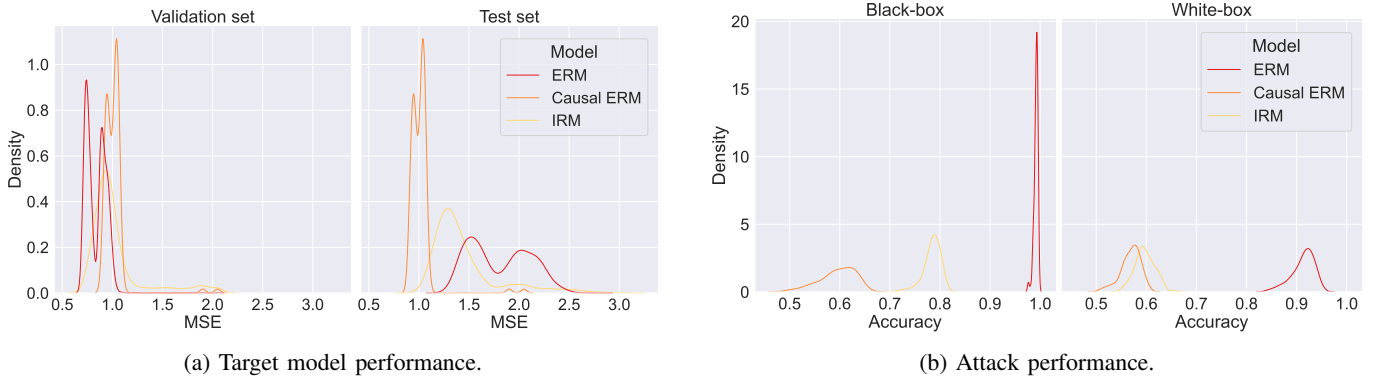 Validation set
Test set
Density
1.0
0.8
0.6
0.4
0.2
0.0
Model
ERM
Causal ERM
IRM
0.5 1.0 1.5 2.0 2.5 3.0
MSE
0.5 1.0 1.5 2.0 2.5 3.0
MSE
(a) Target model performance.
Black-box
White-box
Density
20
15
10
5
0
Model
ERM
Causal ERM
IRM
0.5 0.6 0.7 0.8 0.9 1.0
Accuracy
0.5 0.6 0.7 0.8 0.9 1.0
Accuracy
(b) Attack performance.